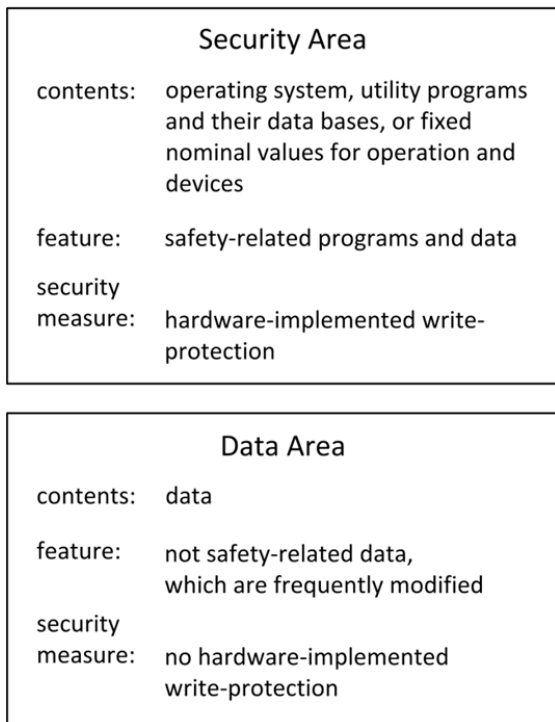 Security Area
contents: operating system, utility programs
and their data bases, or fixed
nominal values for operation and
devices
feature: safety-related programs and data
security
measure: hardware-implemented write-
protection
Data Area
contents: data
feature: not safety-related data,
which are frequently modified
security
measure: no hardware-implemented
write-protection